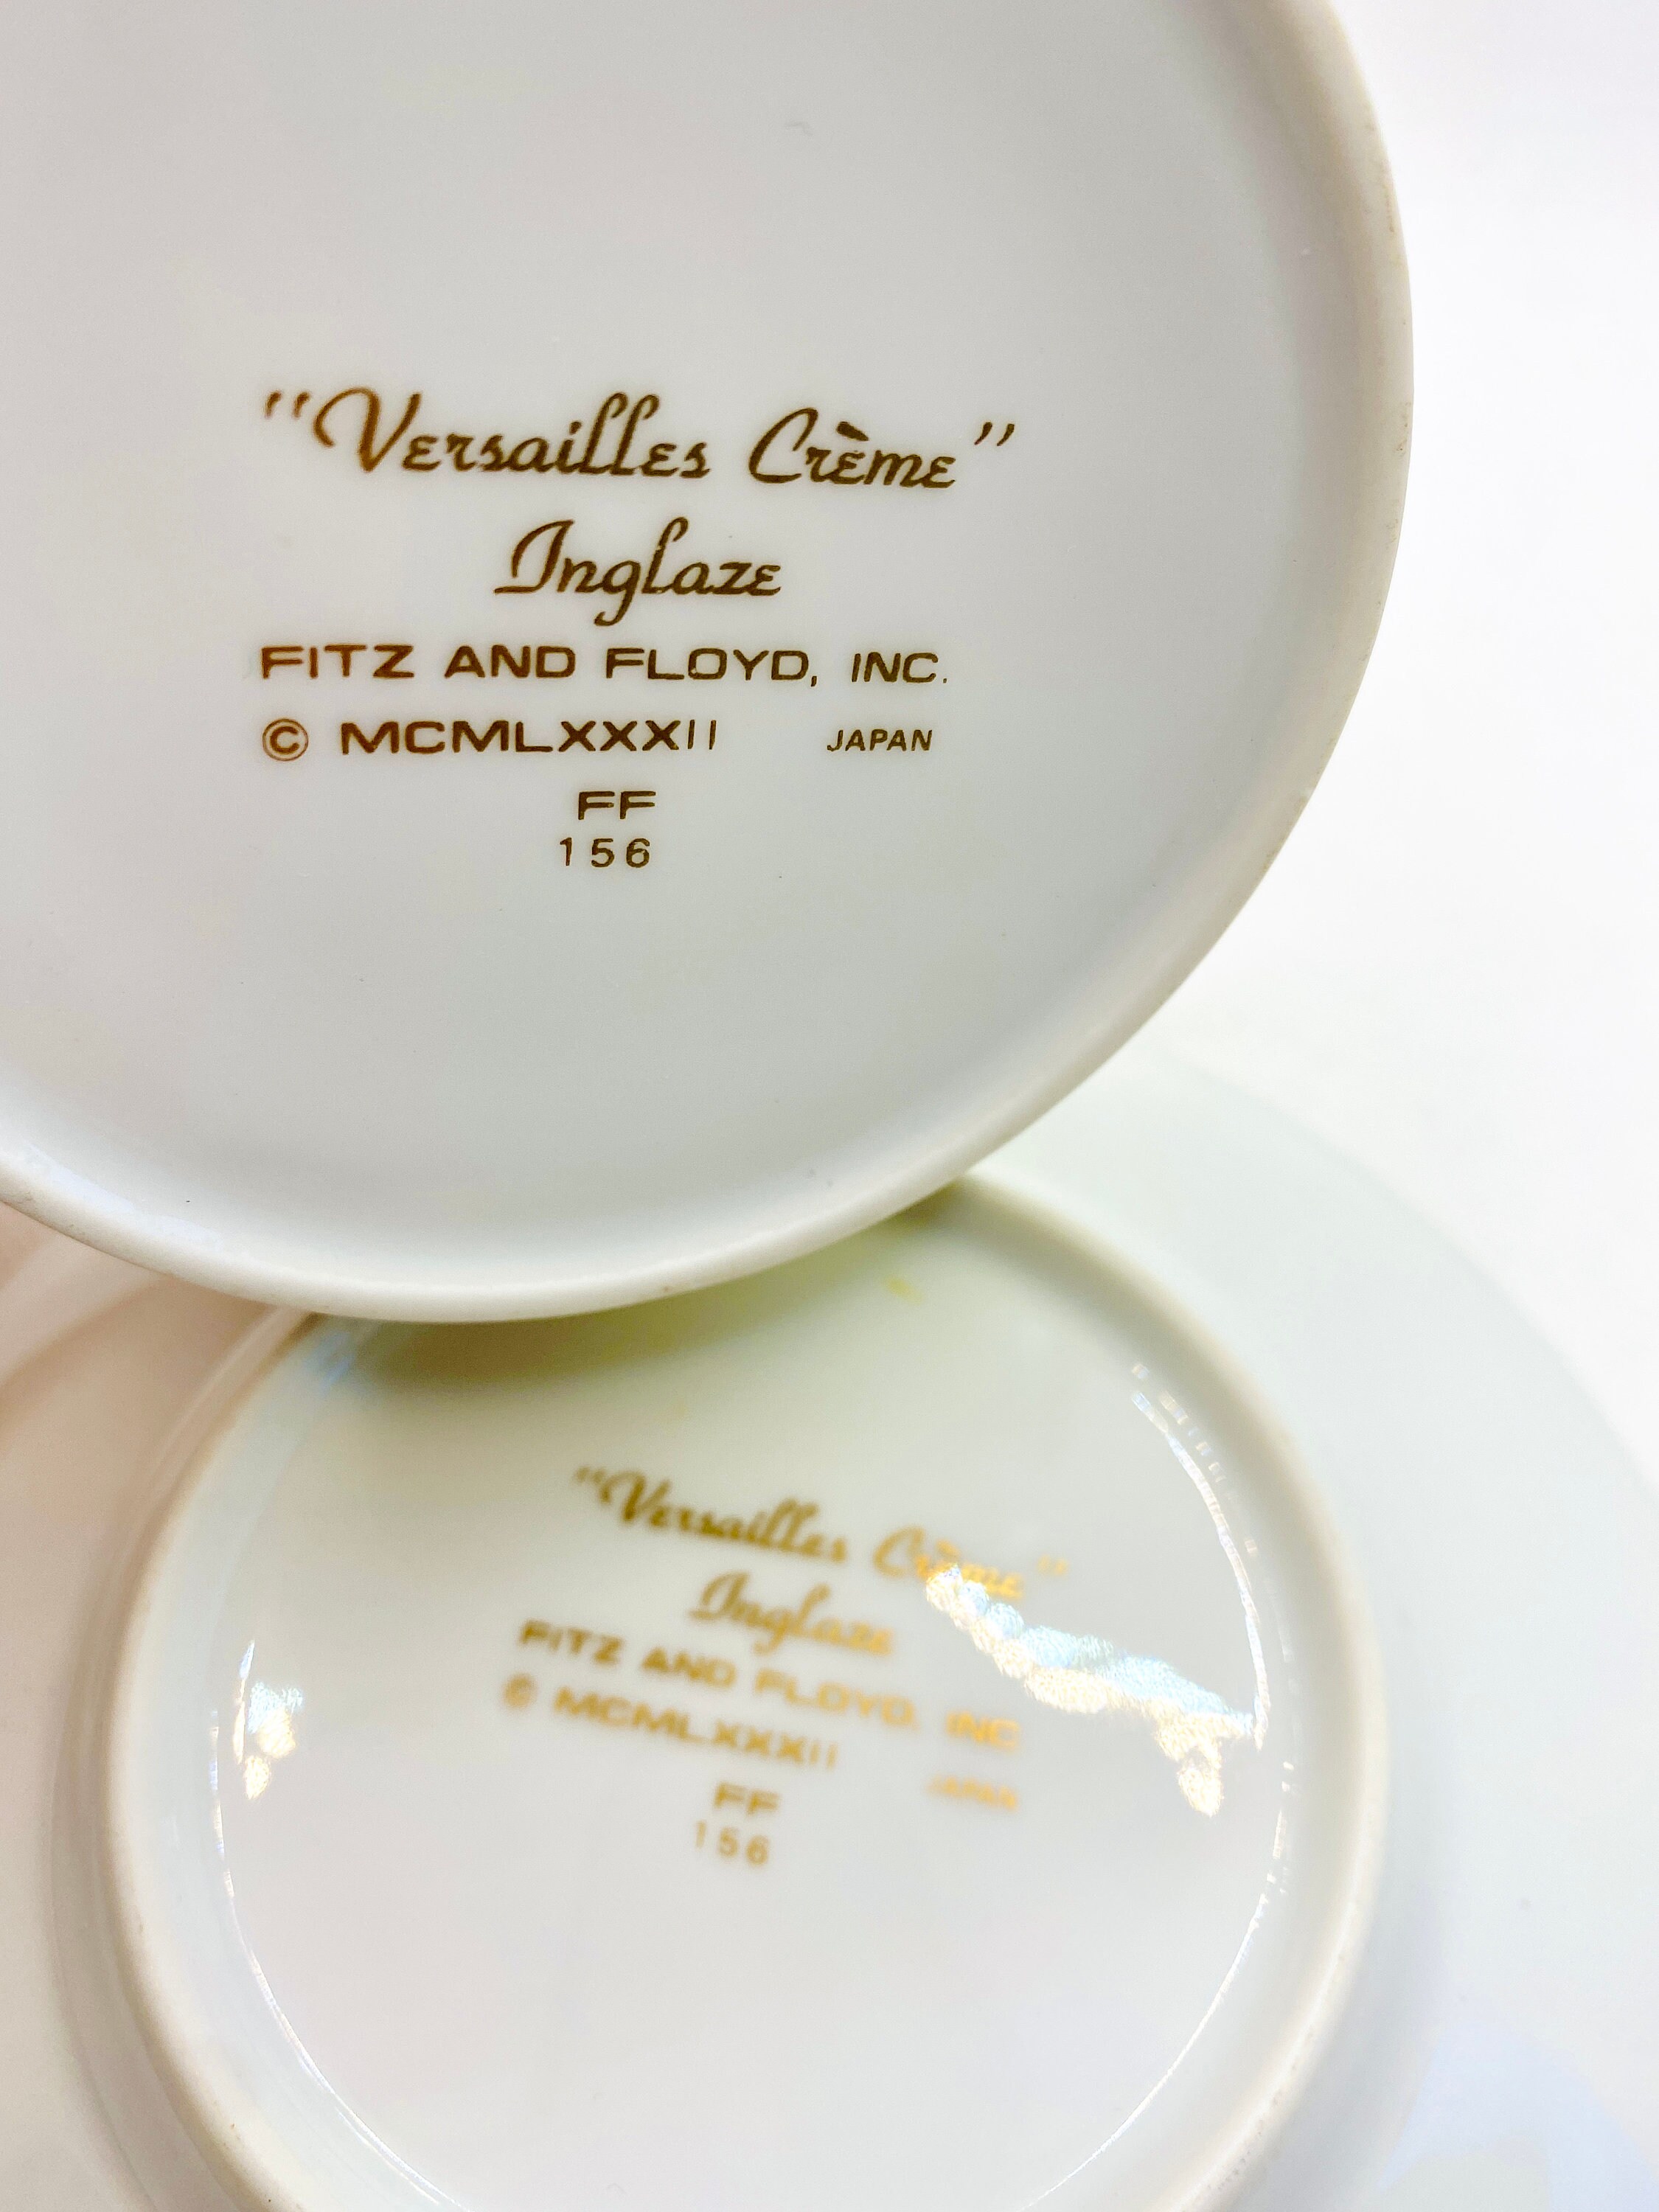 "Versailles Crème"
Inglaze
FITZ AND FLOYD, INC.
© MCMLXXXII JAPAN
FF
156
"Versailles Crème"
Inglaze
FITZ AND FLOYD, INC.
© MCMLXXXII JAPAN
FF
156